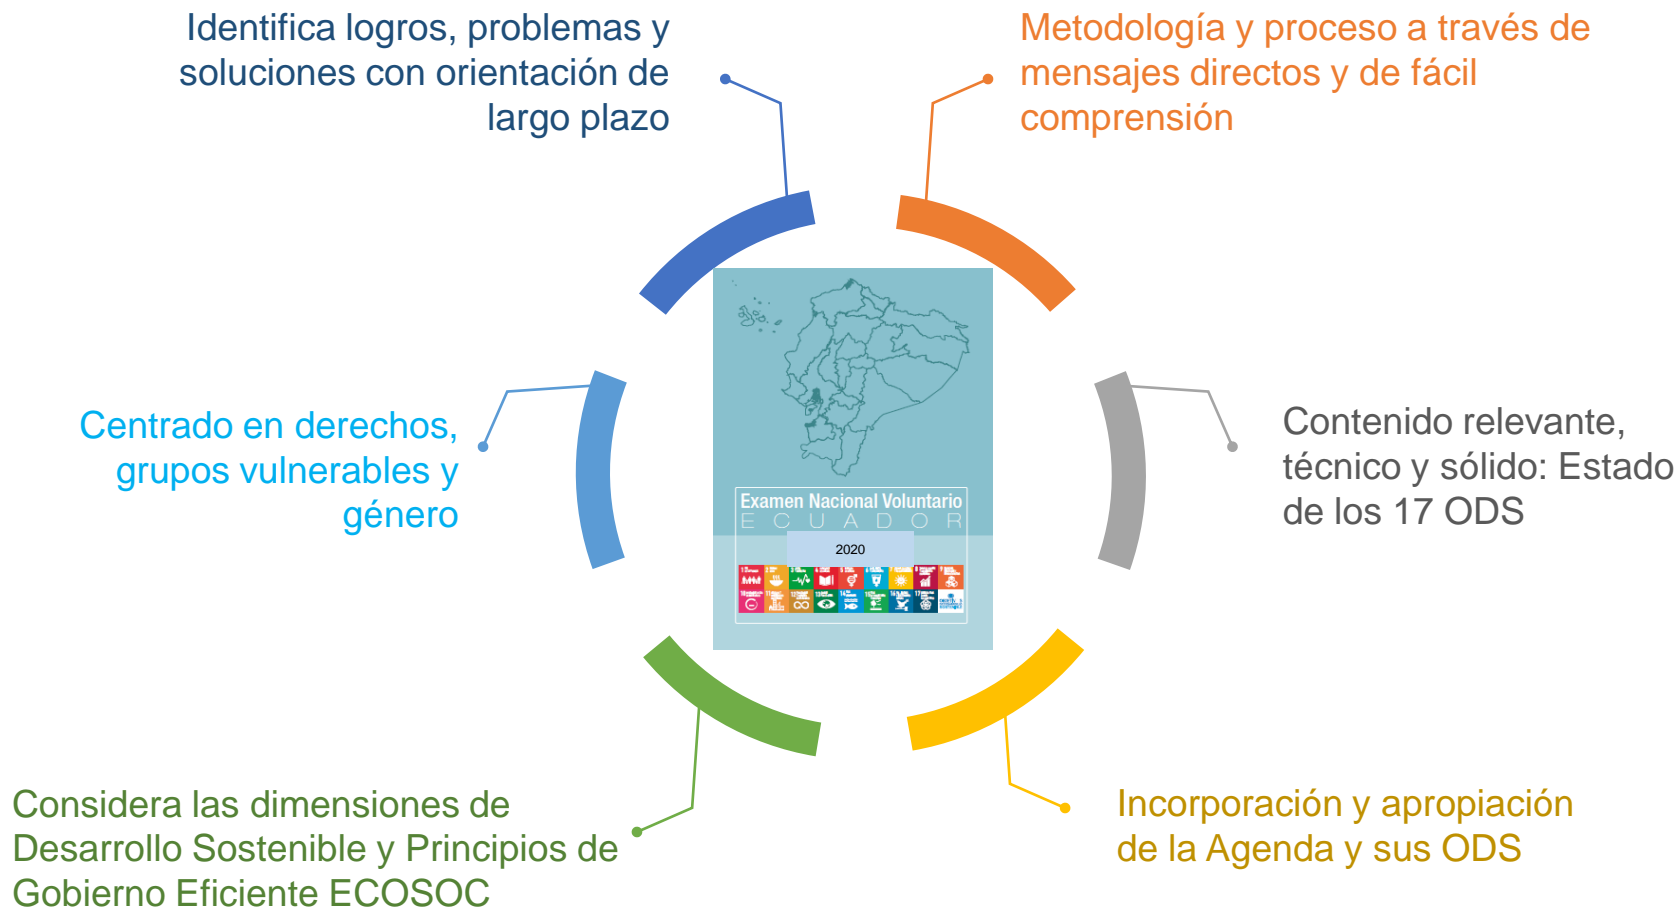 Identifica logros, problemas y
soluciones con orientación de
largo plazo
Metodología y proceso a través de
mensajes directos y de fácil
comprensión
Centrado en derechos,
grupos vulnerables y
género
Contenido relevante,
técnico y sólido: Estado
de los 17 ODS
Examen Nacional Voluntario
ECUADOR
2020
Considera las dimensiones de
Desarrollo Sostenible y Principios de
Gobierno Eficiente ECOSOC
Incorporación y apropiación
de la Agenda y sus ODS